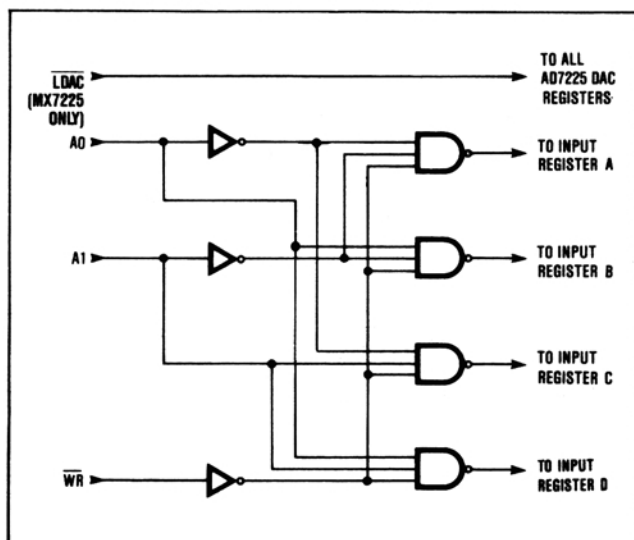 LDAC
(MX7225
ONLY)
TO ALL
AD7225 DAC
REGISTERS
A0
TO INPUT
REGISTER A
A1
TO INPUT
REGISTER B
TO INPUT
REGISTER C
WR
TO INPUT
REGISTER D